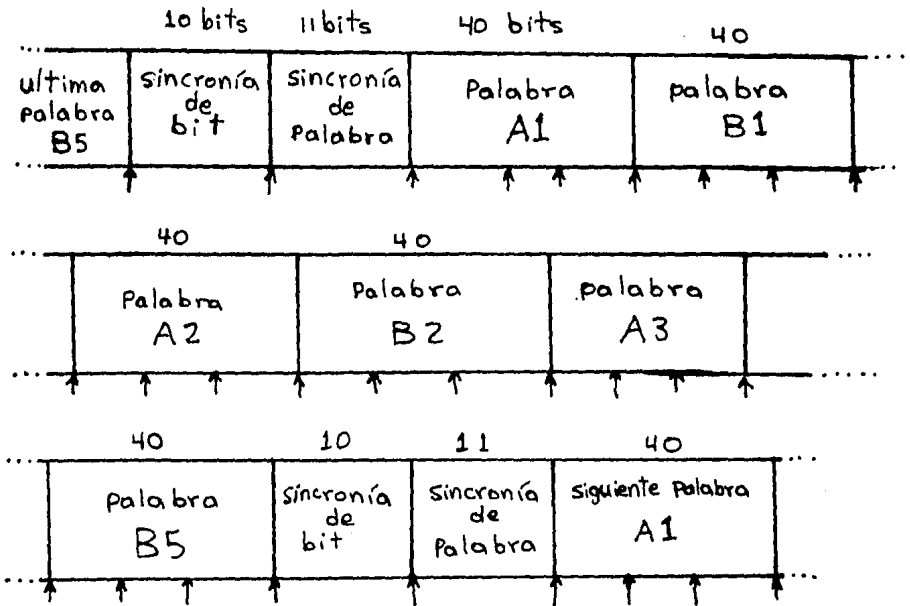 10 bits 11 bits 40 bits 40
ultima palabra B5
sincronía de bit
sincronía de Palabra
Palabra A1
palabra B1
40 40
Palabra A2
Palabra B2
palabra A3
40 10 11 40
palabra B5
sincronía de bit
sincronía de Palabra
siguiente Palabra A1